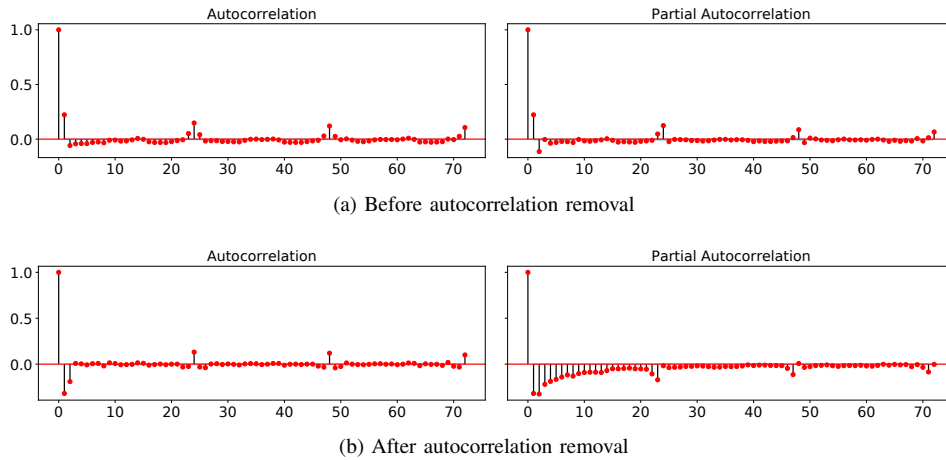 Autocorrelation Partial Autocorrelation
1.0
0.5
0.0
0 10 20 30 40 50 60 70 0 10 20 30 40 50 60 70
(a) Before autocorrelation removal
Autocorrelation Partial Autocorrelation
1.0
0.5
0.0
0 10 20 30 40 50 60 70 0 10 20 30 40 50 60 70
(b) After autocorrelation removal